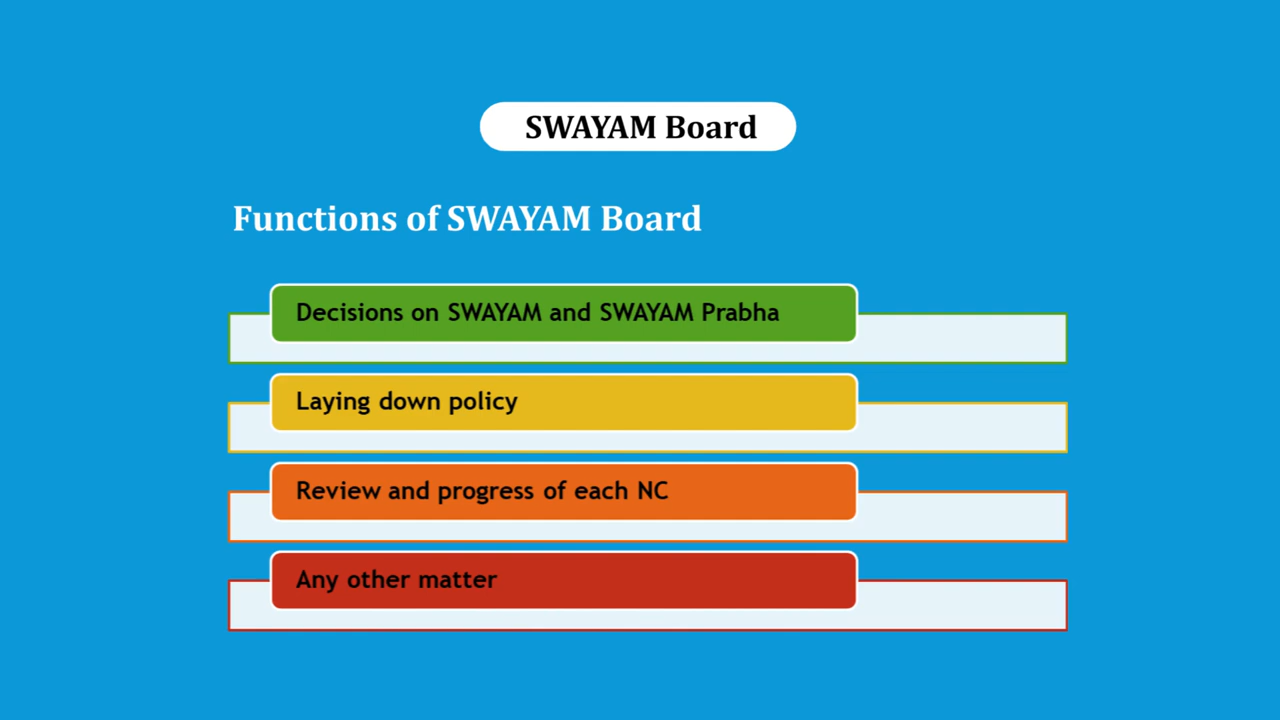 SWAYAM Board
Functions of SWAYAM Board
Decisions on SWAYAM and SWAYAM Prabha
Laying down policy
Review and progress of each NC
Any other matter